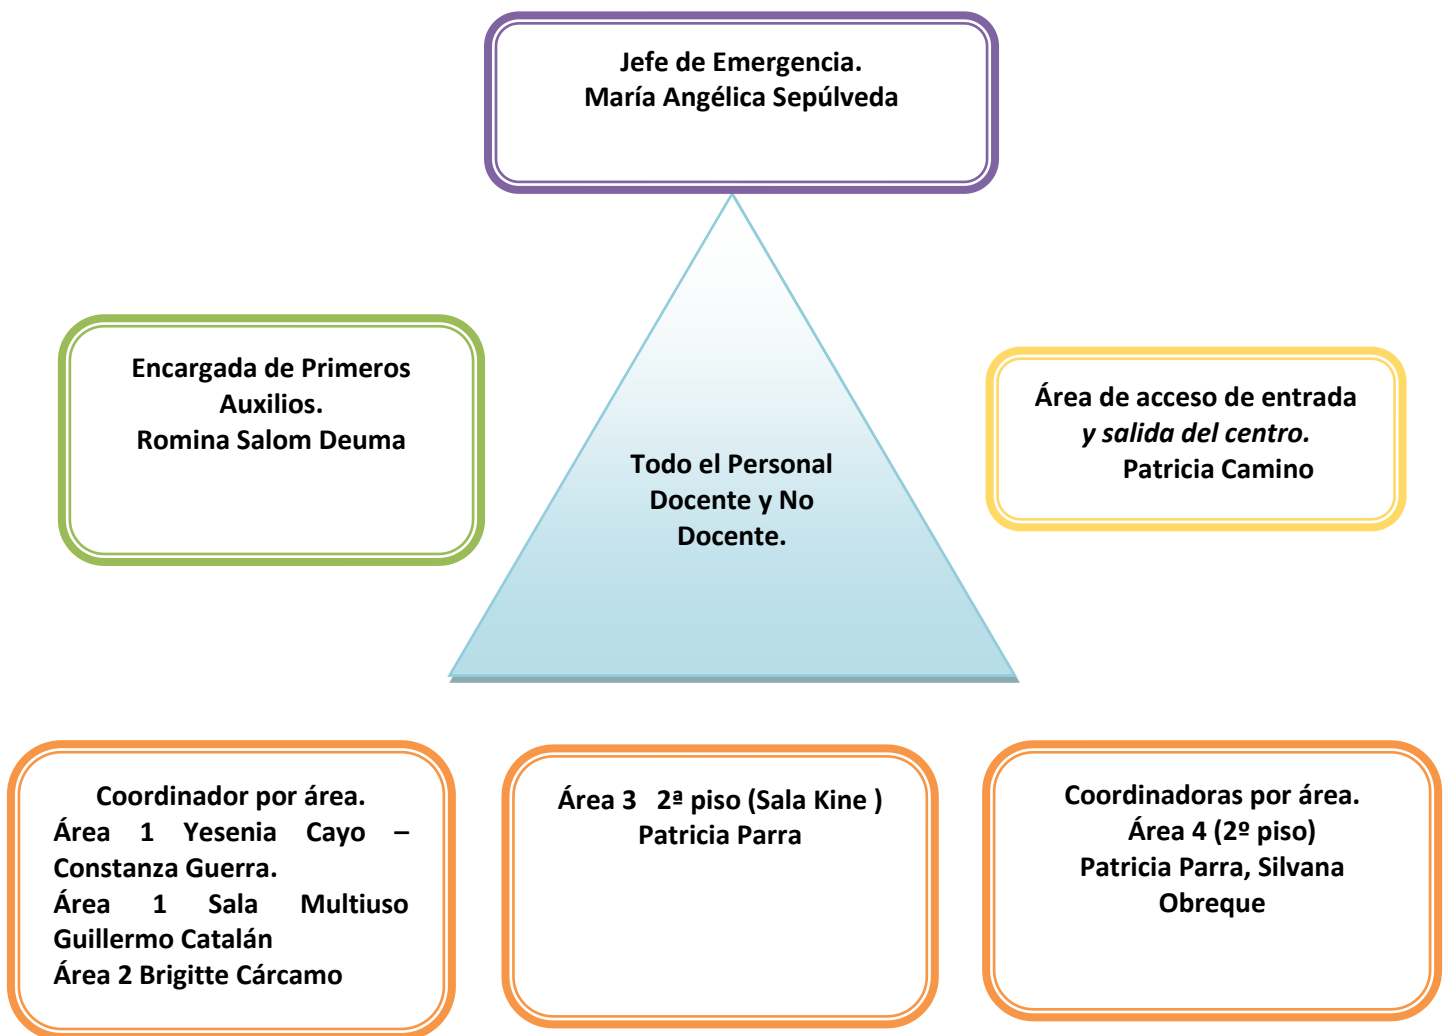 Jefe de Emergencia.
María Angélica Sepúlveda
Encargada de Primeros
Auxilios.
Romina Salom Deuma
Área de acceso de entrada
y salida del centro.
Patricia Camino
Todo el Personal
Docente y No
Docente.
Coordinador por área.
Área 1 Yesenia Cayo –
Constanza Guerra.
Área 1 Sala Multiuso
Guillermo Catalán
Área 2 Brigitte Cárcamo
Área 3 2ª piso (Sala Kine )
Patricia Parra
Coordinadoras por área.
Área 4 (2º piso)
Patricia Parra, Silvana
Obreque